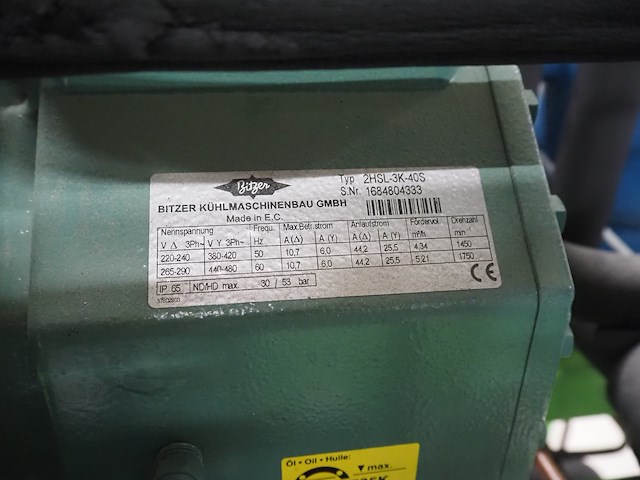 Bitzer
Typ 2HSL-3K-40S
S.Nr. 1684804333
BITZER KÜHLMASCHINENBAU GMBH
Made in E.C.
Nennspannung Frequ. Max.Betr.strom Anlaufstrom Fördervol. Drehzahl
V Δ 3Ph~ V Y 3Ph~ Hz A (Δ) A (Y) A (Δ) A (Y) m³/h min
220-240 380-420 50 10,7 6,0 44,2 25,5 4,34 1450
265-290 440-480 60 10,7 6,0 44,2 25,5 5,21 1750
IP 65 ND/HD max. 30 / 53 bar
CE
Öl • Oil • Huile:
▼ max.